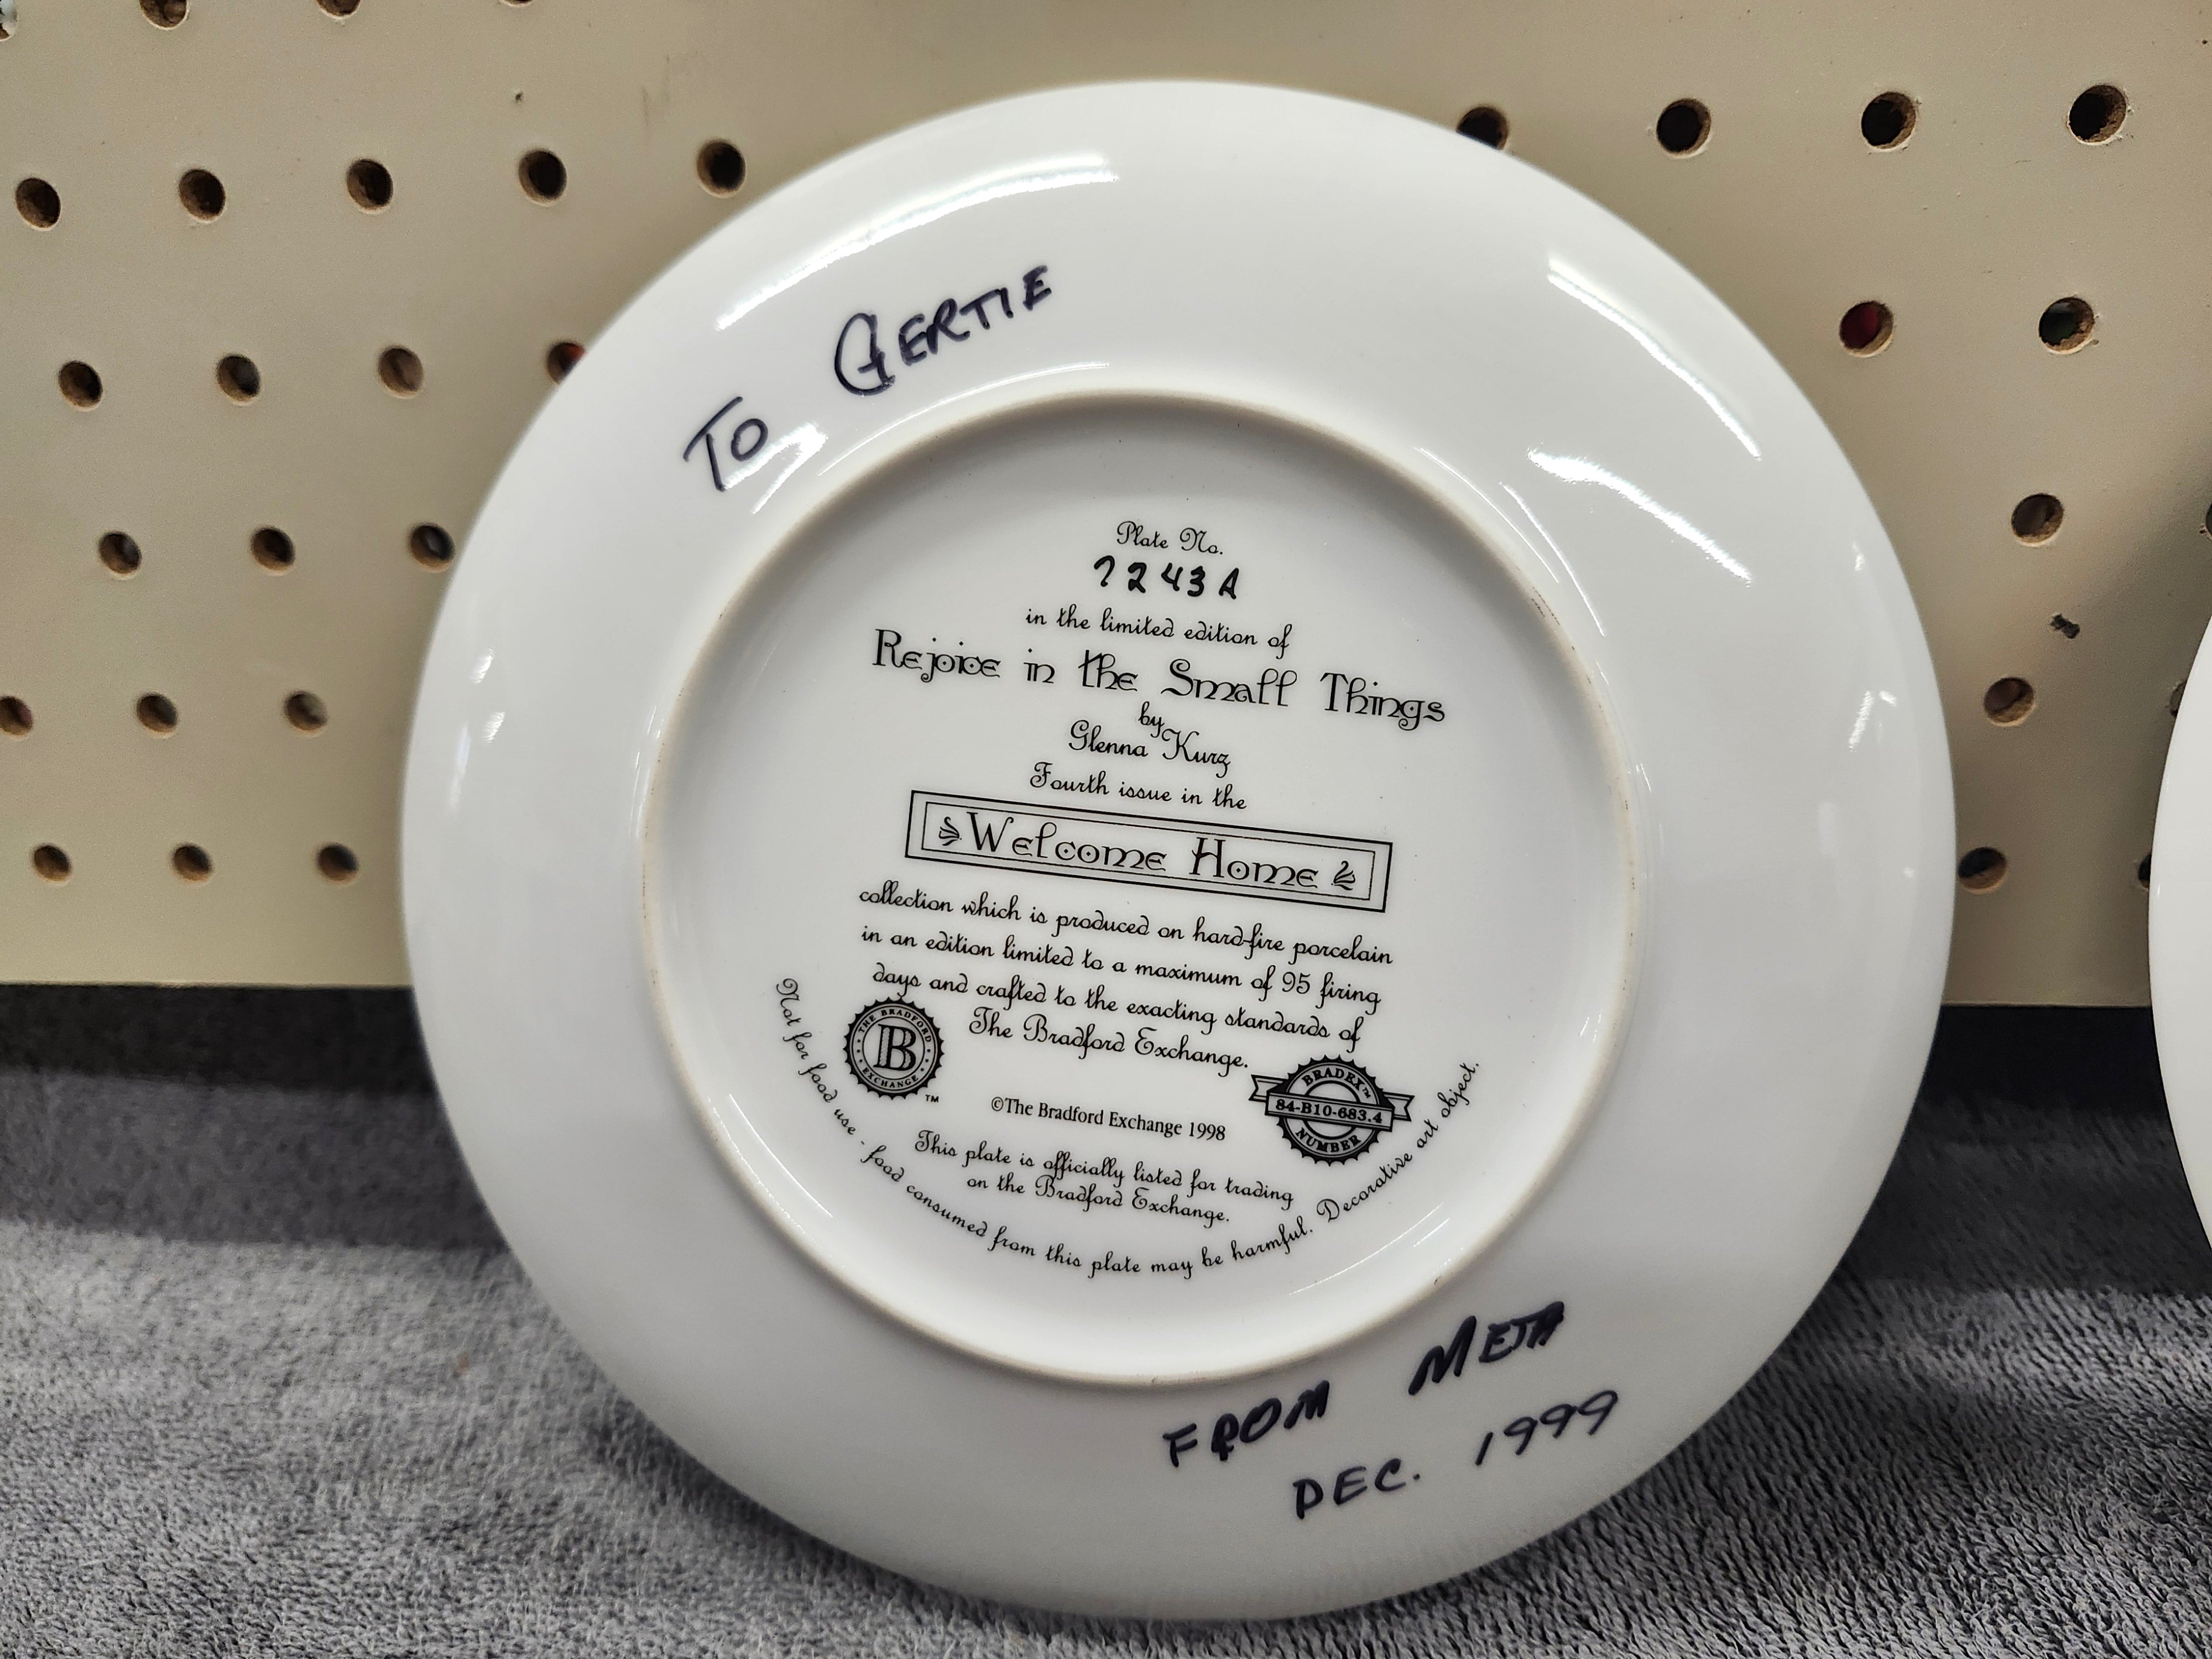 To GERTIE
Plate No.
7243A
in the limited edition of
Rejoice in the Small Things
by
Glenna Kurz
Fourth issue in the
Welcome Home
collection which is produced on hard-fire porcelain
in an edition limited to a maximum of 95 firing
days and crafted to the exacting standards of
The Bradford Exchange.
THE BRADFORD
B
EXCHANGE
TM
BRADEX™
84-B10-683.4
NUMBER
©The Bradford Exchange 1998
This plate is officially listed for trading
on the Bradford Exchange.
Not for food use - food consumed from this plate may be harmful. Decorative art object.
FROM META
DEC. 1999